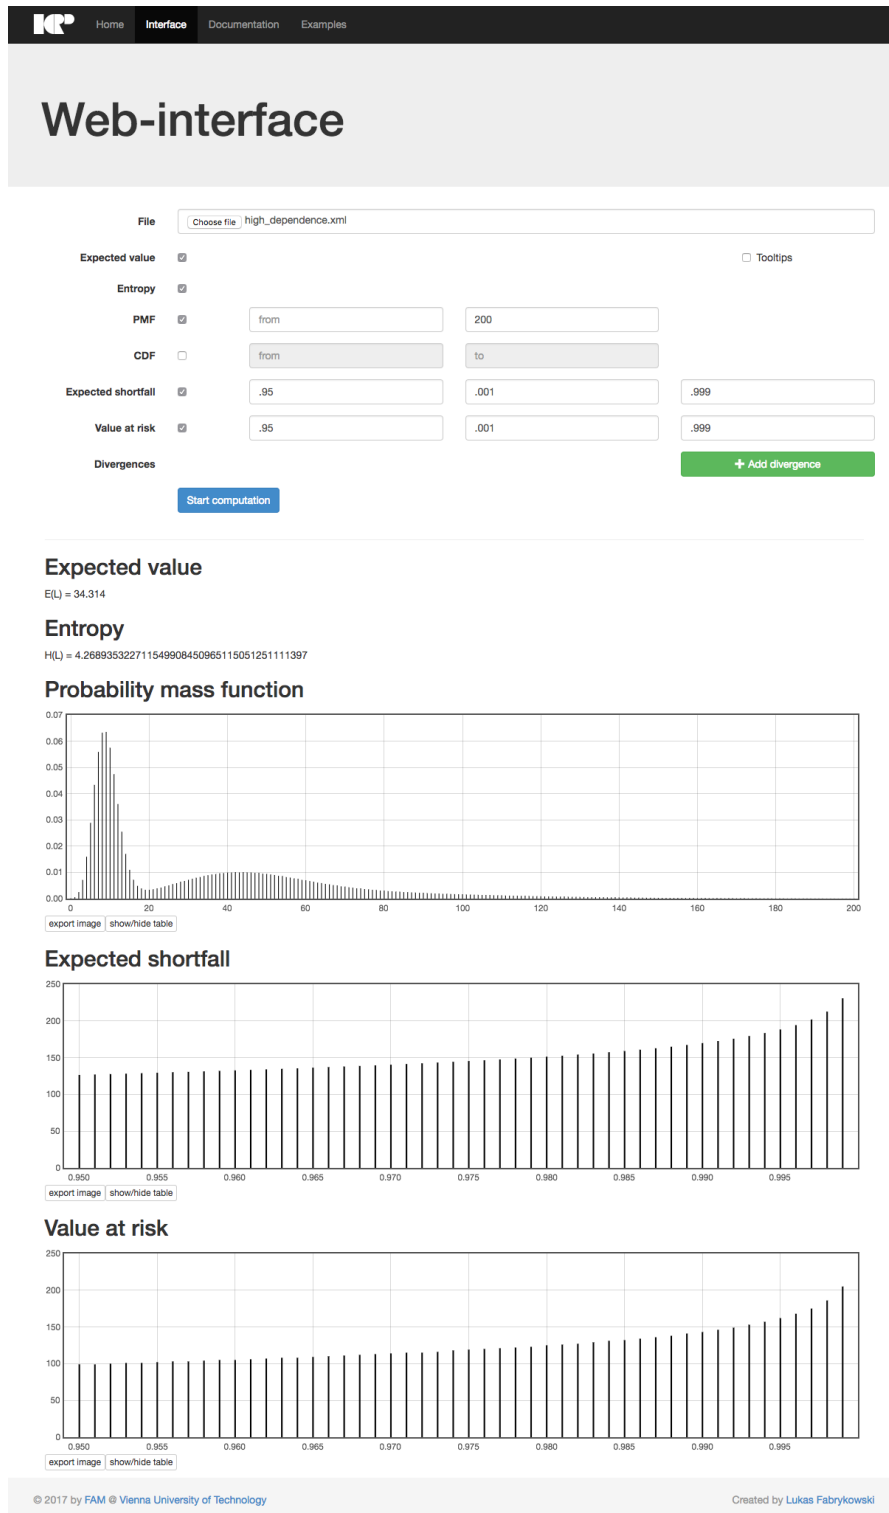 Home Interface Documentation Examples
Web-interface
File Choose file high_dependence.xml
Expected value Tooltips
Entropy
PMF from 200
CDF from to
Expected shortfall .95 .001 .999
Value at risk .95 .001 .999
Divergences + Add divergence
Start computation
Expected value
E(L) = 34.314
Entropy
H(L) = 4.2689353227115499084509651150512511 11397
Probability mass function
0.07
0.06
0.05
0.04
0.03
0.02
0.01
0.00
0 20 40 60 80 100 120 140 160 180 200
export image show/hide table
Expected shortfall
250
200
150
100
50
0
0.950 0.955 0.960 0.965 0.970 0.975 0.980 0.985 0.990 0.995
export image show/hide table
Value at risk
250
200
150
100
50
0
0.950 0.955 0.960 0.965 0.970 0.975 0.980 0.985 0.990 0.995
export image show/hide table
© 2017 by FAM @ Vienna University of Technology Created by Lukas Fabrykowski